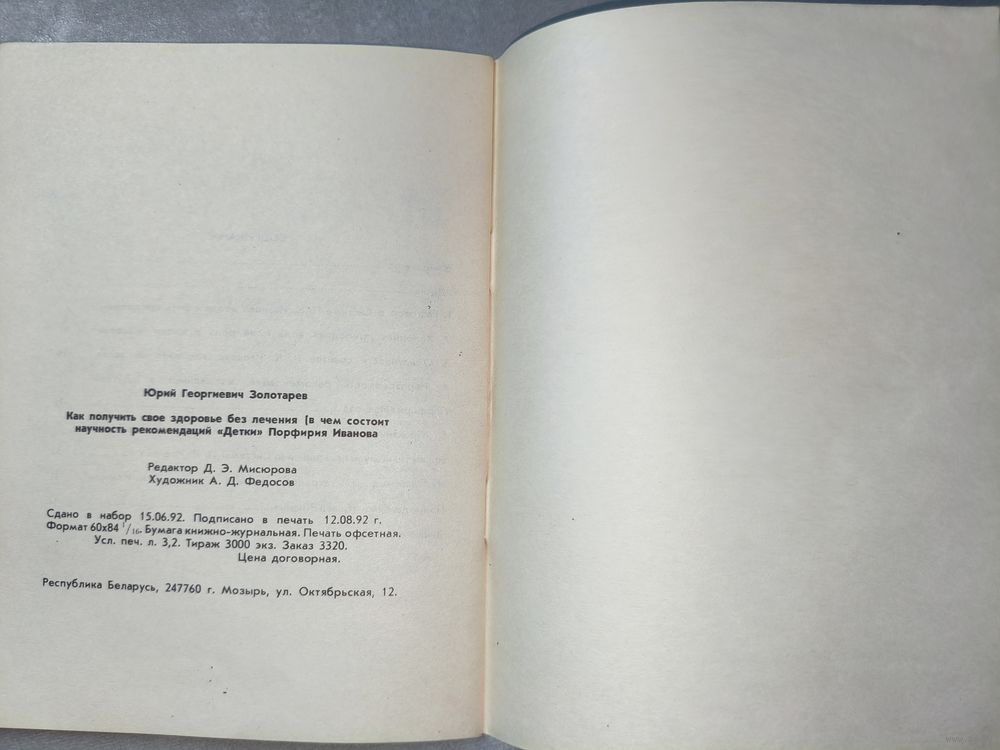 Юрий Георгиевич Золотарев
Как получить свое здоровье без лечения (в чем состоит
научность рекомендаций «Детки» Порфирия Иванова
Редактор Д. Э. Мисюрова
Художник А. Д. Федосов
Сдано в набор 15.06.92. Подписано в печать 12.08.92 г.
Формат 60х84 1/16. Бумага книжно-журнальная. Печать офсетная.
Усл. печ. л. 3,2. Тираж 3000 экз. Заказ 3320.
Цена договорная.
Республика Беларусь, 247760 г. Мозырь, ул. Октябрьская, 12.